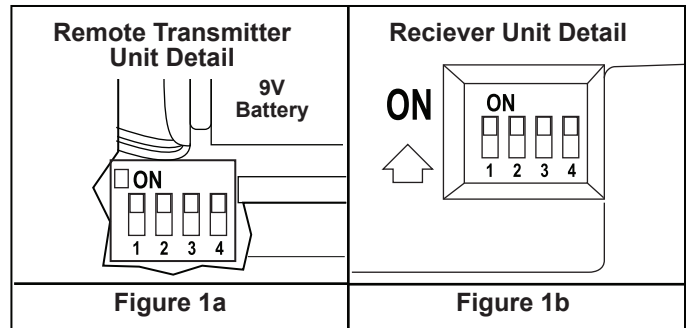 Remote Transmitter
Unit Detail
9V
Battery
ON
1 2 3 4
Figure 1a
Reciever Unit Detail
ON
ON
1 2 3 4
Figure 1b